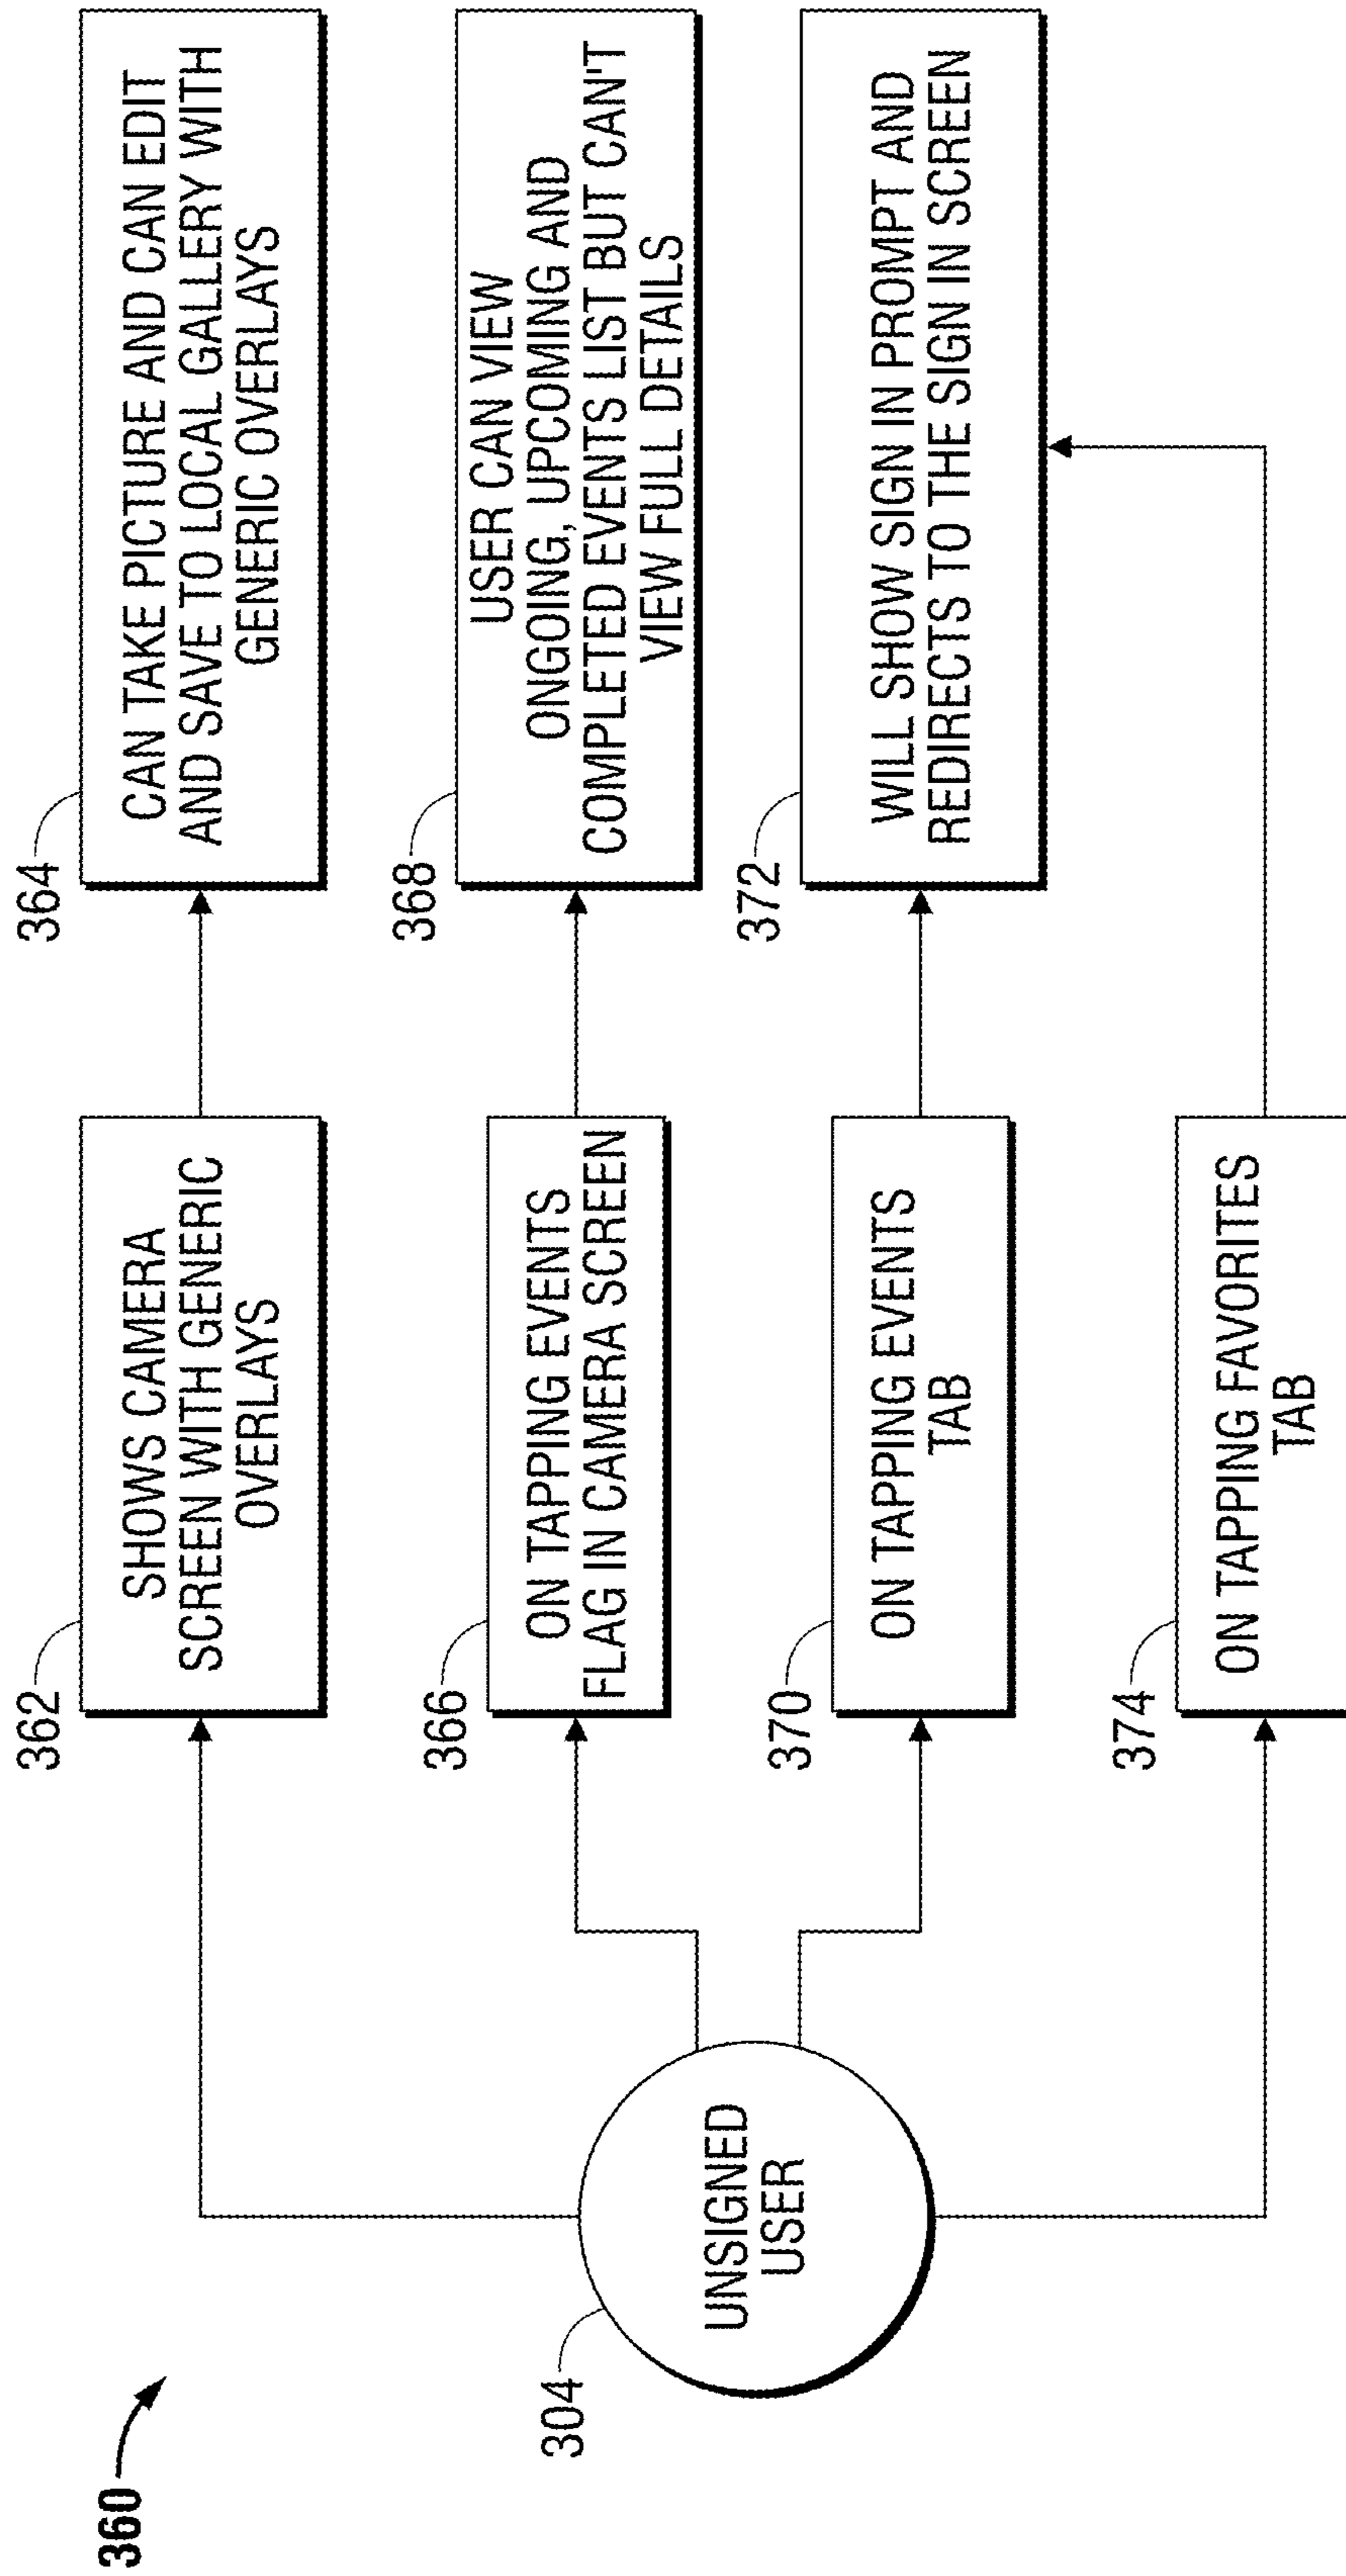 360
304
UNSIGNED
USER
362
SHOWS CAMERA
SCREEN WITH GENERIC
OVERLAYS
364
CAN TAKE PICTURE AND CAN EDIT
AND SAVE TO LOCAL GALLERY WITH
GENERIC OVERLAYS
366
ON TAPPING EVENTS
FLAG IN CAMERA SCREEN
368
USER CAN VIEW
ONGOING, UPCOMING AND
COMPLETED EVENTS LIST BUT CAN'T
VIEW FULL DETAILS
370
ON TAPPING EVENTS
TAB
372
WILL SHOW SIGN IN PROMPT AND
REDIRECTS TO THE SIGN IN SCREEN
374
ON TAPPING FAVORITES
TAB